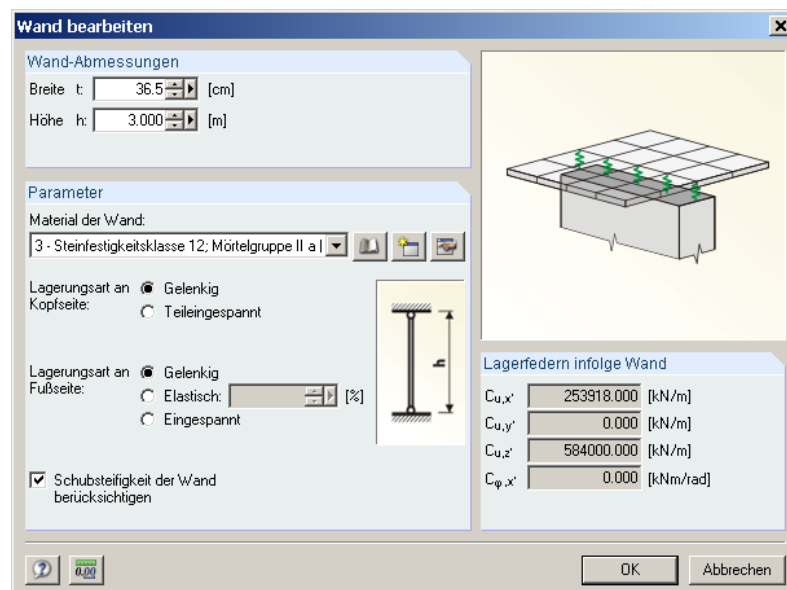 Wand bearbeiten
Wand-Abmessungen
Breite t: 36.5 [cm]
Höhe h: 3.000 [m]
Parameter
Material der Wand:
3 - Steinfestigkeitsklasse 12; Mörtelgruppe II a |
Lagerungsart an Kopfseite:
Gelenkig
Teileingespannt
h
Lagerungsart an Fußseite:
Gelenkig
Elastisch: [%]
Eingespannt
Schubsteifigkeit der Wand
berücksichtigen
Lagerfedern infolge Wand
Cu,x' 253918.000 [kN/m]
Cu,y' 0.000 [kN/m]
Cu,z' 584000.000 [kN/m]
Cφ,x' 0.000 [kNm/rad]
0.00
OK
Abbrechen